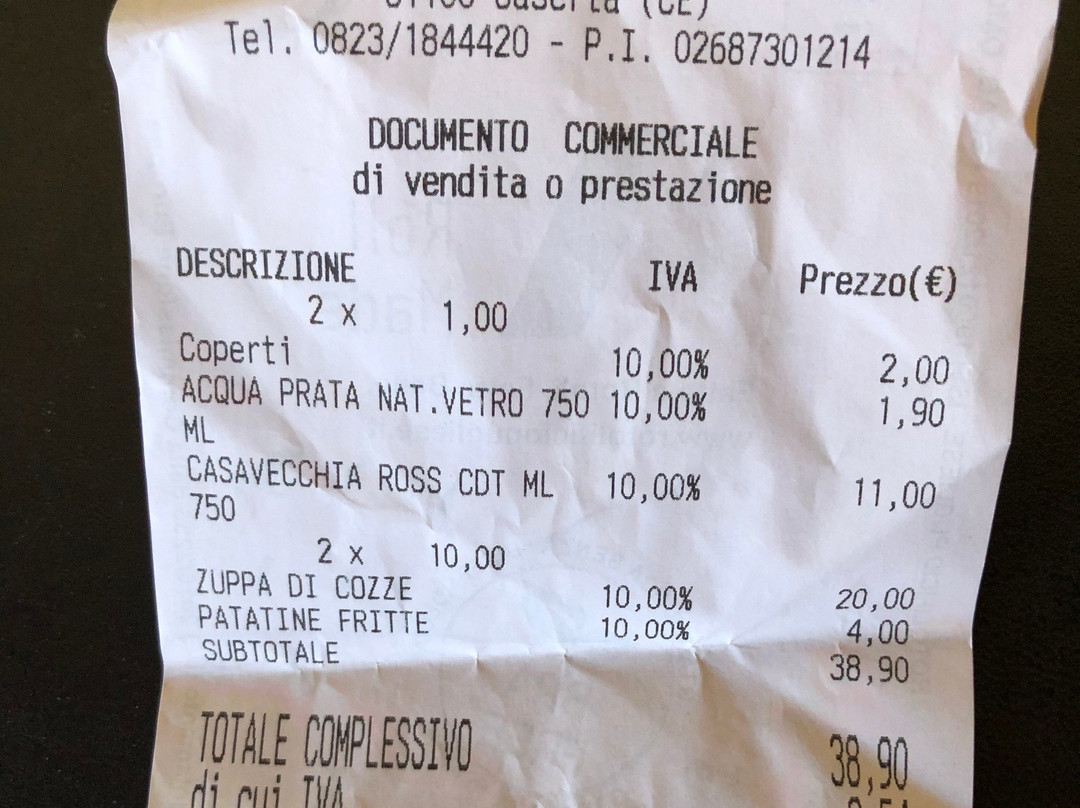 81100 Caserta (CE)
Tel. 0823/1844420 - P.I. 02687301214
DOCUMENTO COMMERCIALE
di vendita o prestazione
DESCRIZIONE IVA Prezzo(€)
2 x 1,00
Coperti 10,00% 2,00
ACQUA PRATA NAT.VETRO 750 10,00% 1,90
ML
CASAVECCHIA ROSS CDT ML 10,00% 11,00
750
2 x 10,00
ZUPPA DI COZZE 10,00% 20,00
PATATINE FRITTE 10,00% 4,00
SUBTOTALE 38,90
TOTALE COMPLESSIVO 38,90
di cui IVA